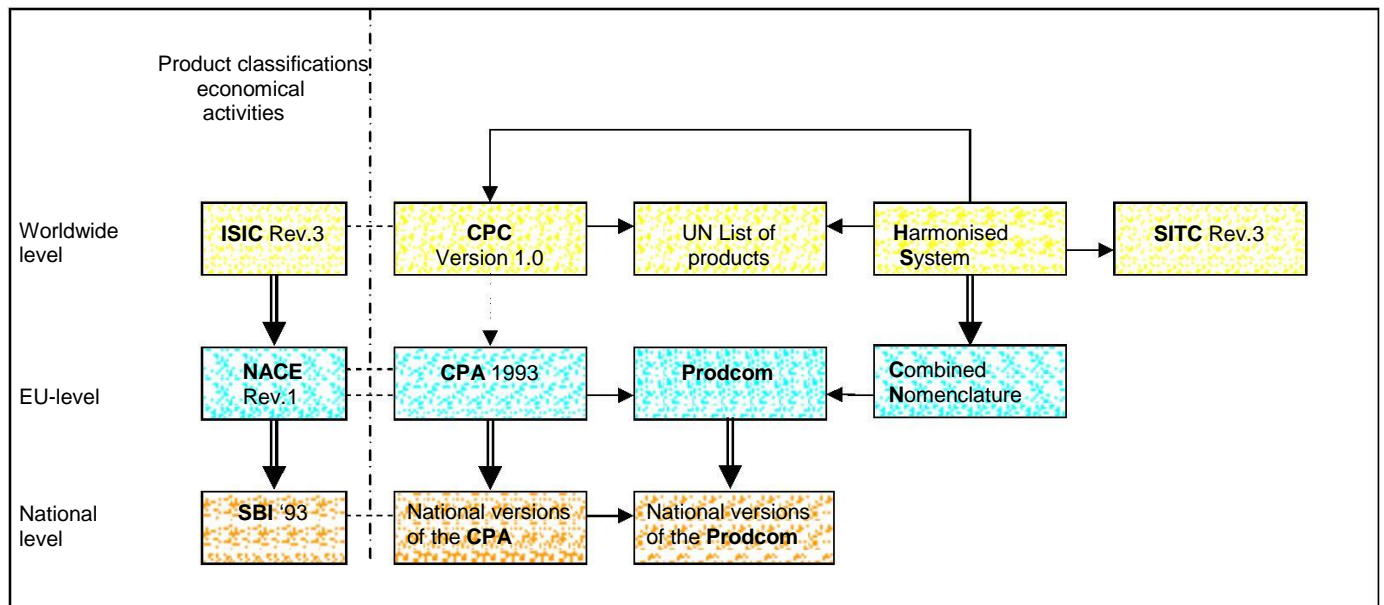 Product classifications
economical
activities
Worldwide
level
ISIC Rev.3
CPC
Version 1.0
UN List of
products
Harmonised
System
SITC Rev.3
EU-level
NACE
Rev.1
CPA 1993
Prodcom
Combined
Nomenclature
National
level
SBI '93
National versions
of the CPA
National versions
of the Prodcom